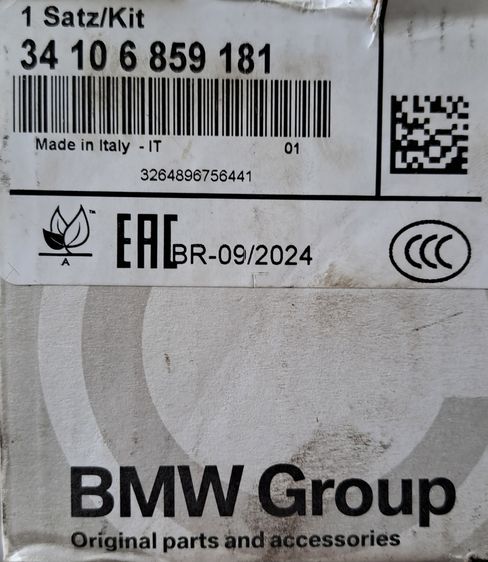 1 Satz/Kit
34 10 6 859 181
Made in Italy - IT 01
3264896756441
™
A
EAC BR-09/2024
CCC
BMW Group
Original parts and accessories